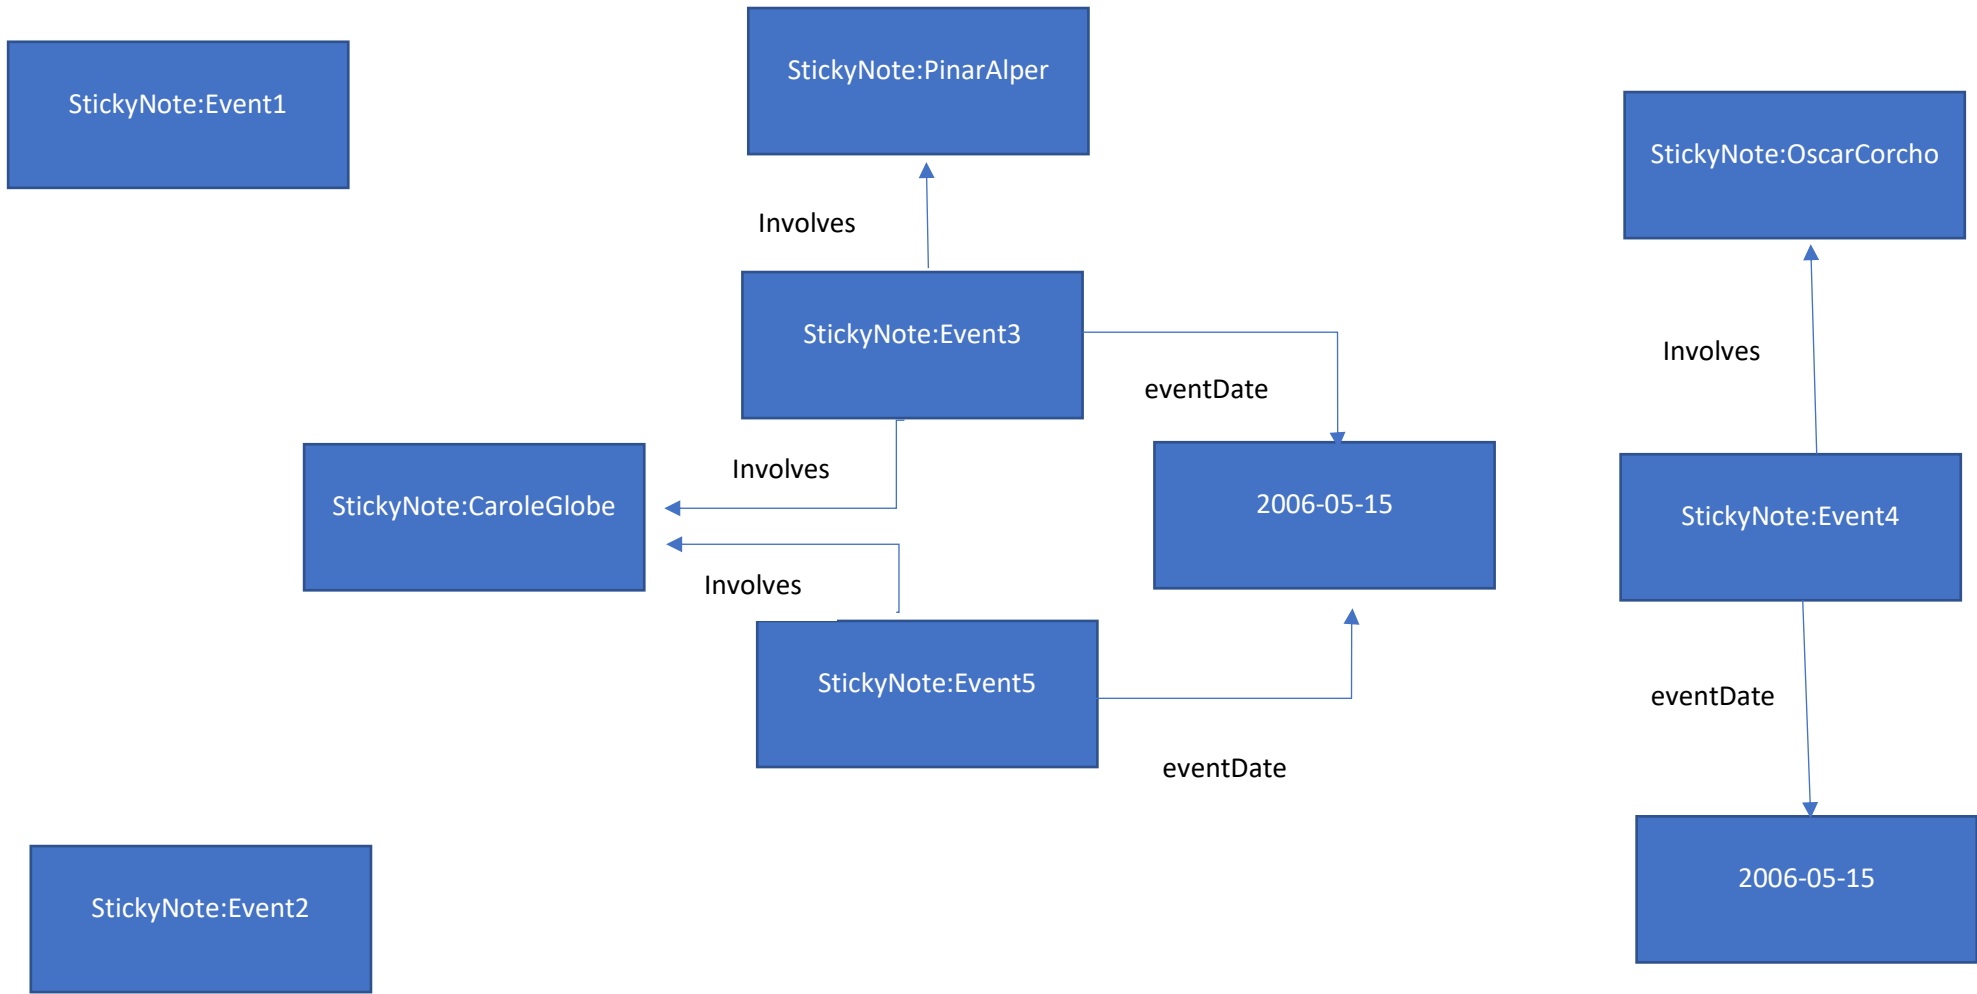 StickyNote:PinarAlper
StickyNote:Event1
StickyNote:OscarCorcho
Involves
StickyNote:Event3
Involves
eventDate
Involves
StickyNote:CaroleGlobe
2006-05-15
StickyNote:Event4
Involves
StickyNote:Event5
eventDate
eventDate
StickyNote:Event2
2006-05-15